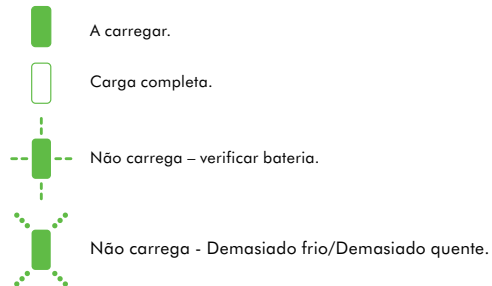 A carregar.
Carga completa.
Não carrega – verificar bateria.
Não carrega - Demasiado frio/Demasiado quente.